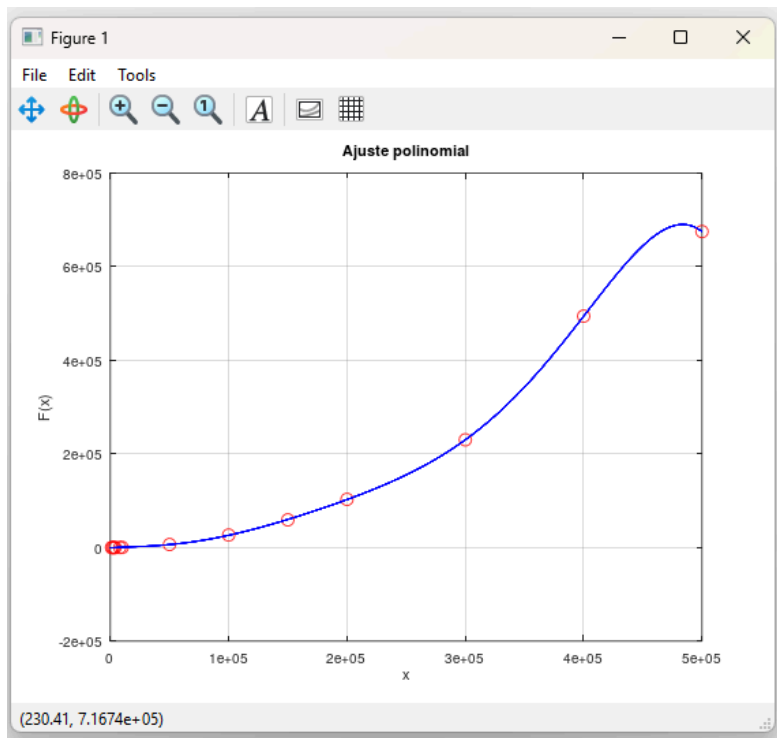 Figure 1
File Edit Tools
A
Ajuste polinomial
8e+05
6e+05
4e+05
2e+05
0
-2e+05
F(x)
0 1e+05 2e+05 3e+05 4e+05 5e+05
x
(230.41, 7.1674e+05)